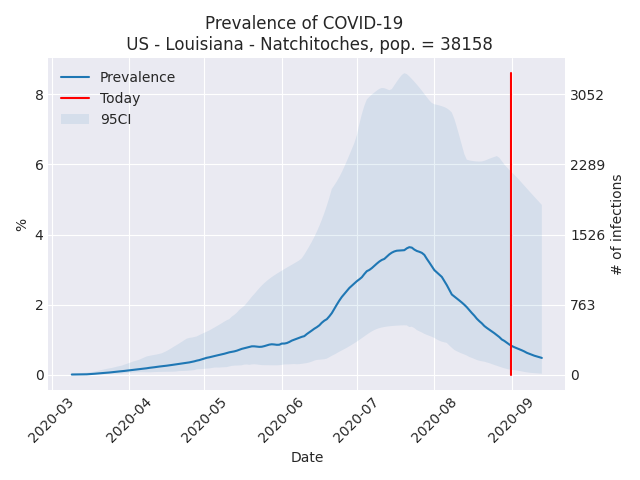 Prevalence of COVID-19
US - Louisiana - Natchitoches, pop. = 38158
Prevalence
Today
95CI
8
6
4
2
0
%
3052
2289
1526
763
0
# of infections
2020-03
2020-04
2020-05
2020-06
2020-07
2020-08
2020-09
Date